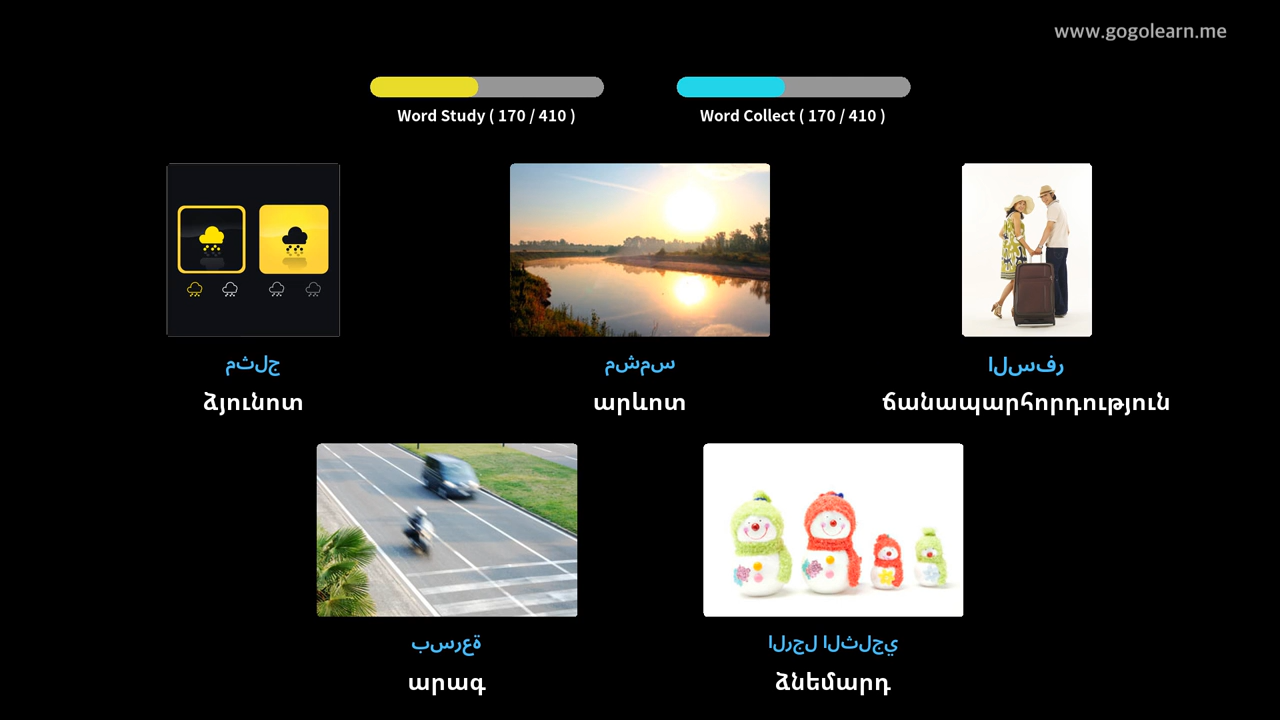 www.gogolearn.me
Word Study ( 170 / 410 )
Word Collect ( 170 / 410 )
مثلج
ձյունոտ
مشمس
արևոտ
السفر
ճանապարհորդություն
بسرعة
արագ
الرجل الثلجي
ձնեմարդ